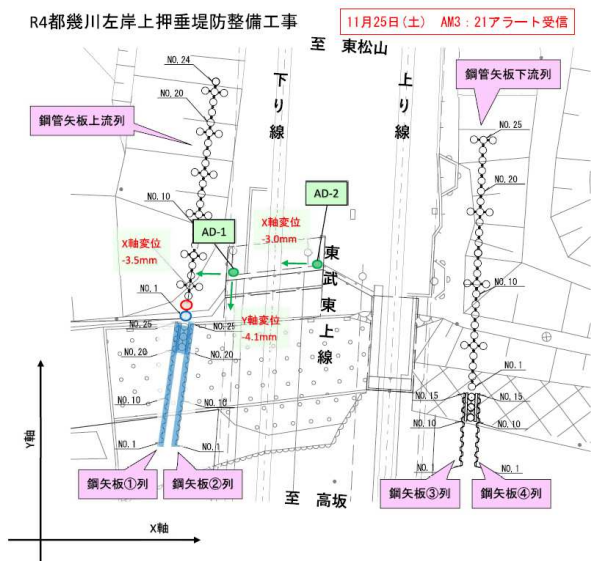 R4都幾川左岸上押垂堤防整備工事
11月25日(土) AM3：21アラート受信
至 東松山
NO. 24
NO. 20
鋼管矢板上流列
下り線
上り線
鋼管矢板下流列
NO. 25
NO. 20
NO. 10
AD-1
AD-2
X軸変位
-3.0mm
X軸変位
-3.5mm
東武東上線
NO. 10
NO. 1
Y軸変位
-4.1mm
NO. 25
NO. 25
NO. 20
NO. 20
NO. 1
NO. 15
NO. 15
NO. 10
NO. 10
NO. 10
NO. 10
NO. 1
NO. 1
NO. 1
鋼矢板①列
鋼矢板②列
鋼矢板③列
鋼矢板④列
至 高坂
Y軸
X軸